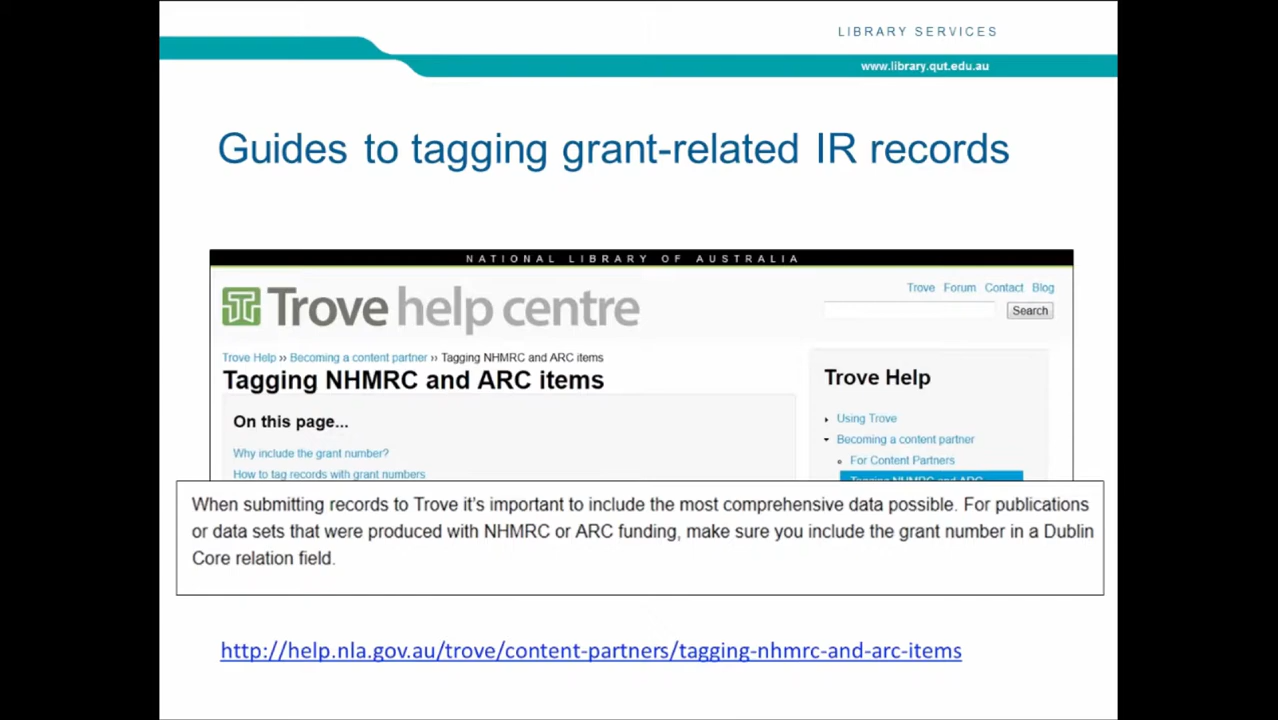 LIBRARY SERVICES
www.library.qut.edu.au
Guides to tagging grant-related IR records
NATIONAL LIBRARY OF AUSTRALIA
Trove help centre
Trove Forum Contact Blog
Search
Trove Help ›› Becoming a content partner ›› Tagging NHMRC and ARC items
Tagging NHMRC and ARC items
On this page...
Why include the grant number?
How to tag records with grant numbers
Trove Help
Using Trove
Becoming a content partner
For Content Partners
Tagging NHMRC and ARC
When submitting records to Trove it's important to include the most comprehensive data possible. For publications
or data sets that were produced with NHMRC or ARC funding, make sure you include the grant number in a Dublin
Core relation field.
http://help.nla.gov.au/trove/content-partners/tagging-nhmrc-and-arc-items